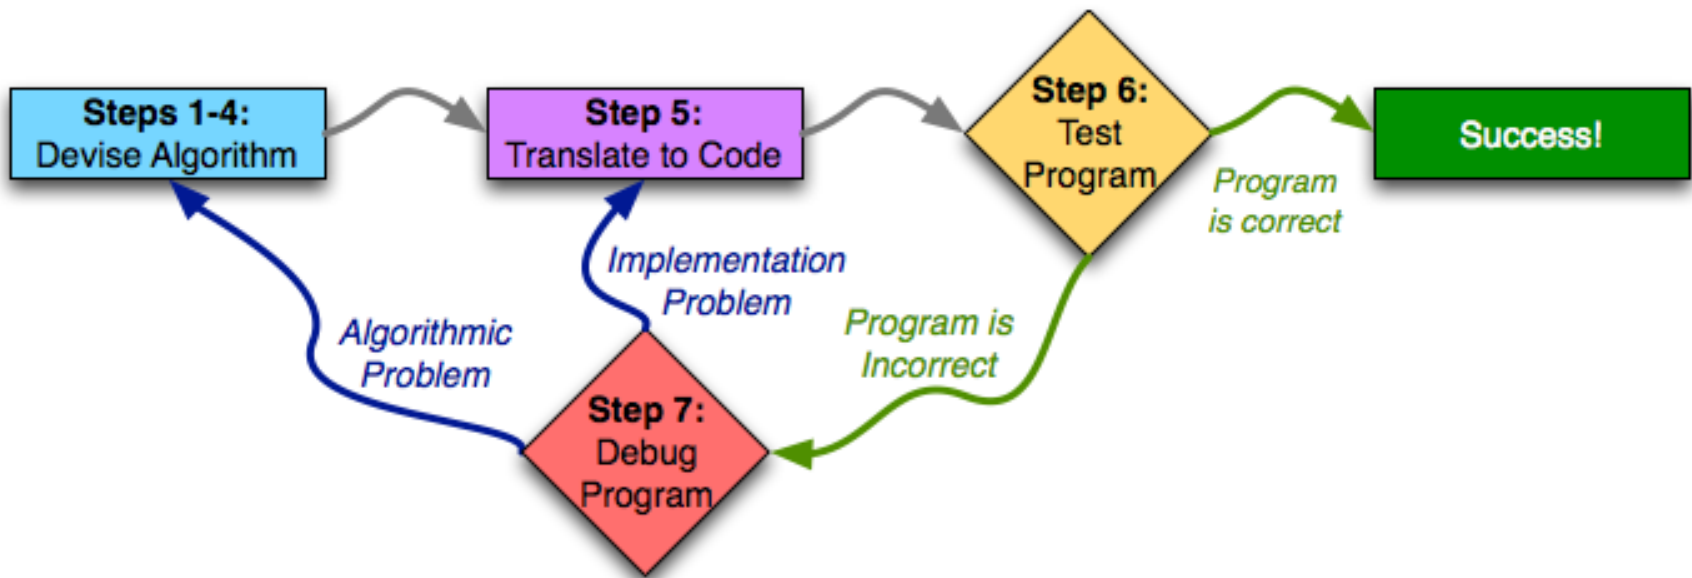 Steps 1-4:
Devise Algorithm
Step 5:
Translate to Code
Step 6:
Test
Program
Success!
Program
is correct
Implementation
Problem
Algorithmic
Problem
Program is
Incorrect
Step 7:
Debug
Program